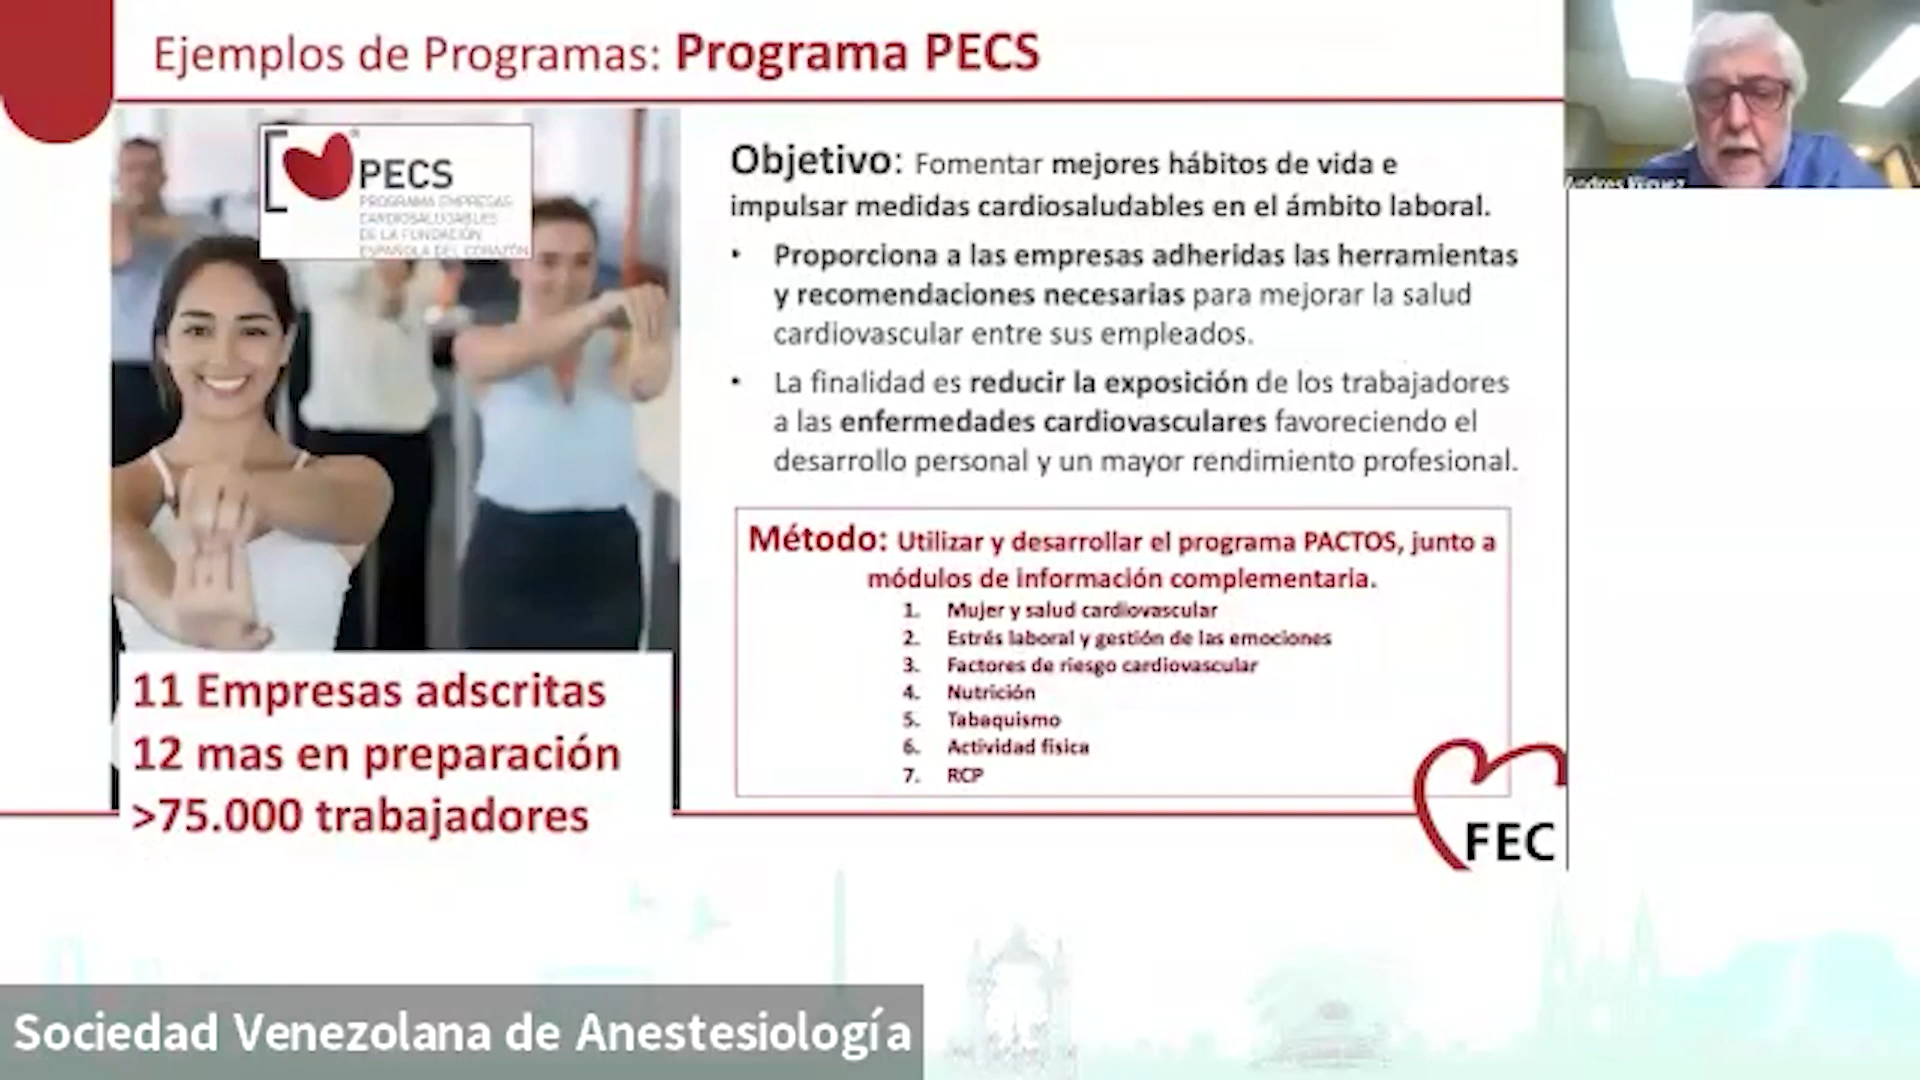 Ejemplos de Programas: Programa PECS
PECS
PROGRAMA EMPRESAS
CARDIOSALUDABLES
DE LA FUNDACIÓN
ESPAÑOLA DEL CORAZÓN
Objetivo: Fomentar mejores hábitos de vida e
impulsar medidas cardiosaludables en el ámbito laboral.
• Proporciona a las empresas adheridas las herramientas
y recomendaciones necesarias para mejorar la salud
cardiovascular entre sus empleados.
• La finalidad es reducir la exposición de los trabajadores
a las enfermedades cardiovasculares favoreciendo el
desarrollo personal y un mayor rendimiento profesional.
Método: Utilizar y desarrollar el programa PACTOS, junto a
módulos de información complementaria.
1. Mujer y salud cardiovascular
2. Estrés laboral y gestión de las emociones
3. Factores de riesgo cardiovascular
4. Nutrición
5. Tabaquismo
6. Actividad física
7. RCP
11 Empresas adscritas
12 mas en preparación
>75.000 trabajadores
FEC
Sociedad Venezolana de Anestesiología